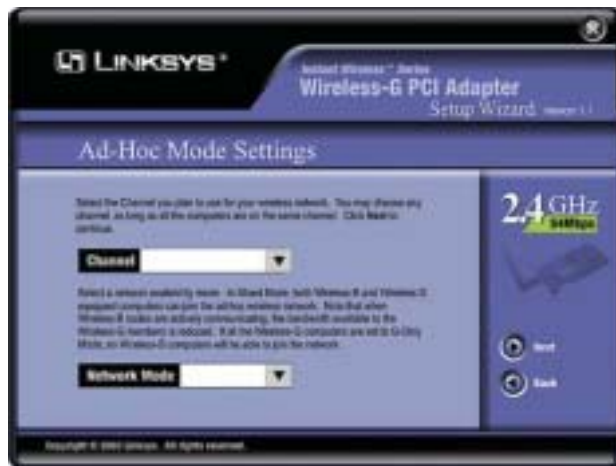 LINKSYS®
Instant Wireless™ Series
Wireless-G PCI Adapter
Setup Wizard Version 1.1
Ad-Hoc Mode Settings
2.4 GHz
54Mbps
Select the Channel you plan to use for your wireless network. You may choose any
channel, as long as all the computers are on the same channel. Click Next to
continue.
Channel
Select a network availability mode. In Mixed Mode, both Wireless-B and Wireless-G
equipped computers can join the ad-hoc wireless network. Note that when
Wireless-B nodes are actively communicating, the bandwidth available to the
Wireless-G members is reduced. If all the Wireless-G computers are set to G-Only
Mode, no Wireless-B computers will be able to join the network.
Network Mode
Next
Back
Copyright © 2003 Linksys. All rights reserved.